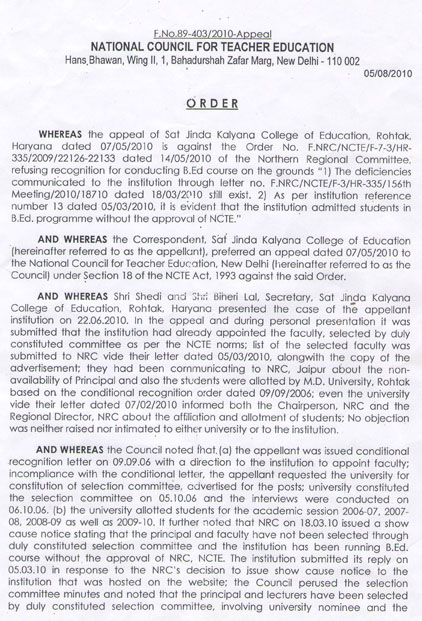 F.No.89-403/2010-Appeal
NATIONAL COUNCIL FOR TEACHER EDUCATION
Hans Bhawan, Wing II, 1, Bahadurshah Zafar Marg, New Delhi - 110 002
05/08/2010
ORDER
WHEREAS the appeal of Sat Jinda Kalyana College of Education, Rohtak,
Haryana dated 07/05/2010 is against the Order No. F.NRC/NCTE/F-7-3/HR-
335/2009/22126-22133 dated 14/05/2010 of the Northern Regional Committee,
refusing recognition for conducting B.Ed course on the grounds "1) The deficiencies
communicated to the institution through letter no. F.NRC/NCTE/F-3/HR-335/156th
Meeting/2010/18710 dated 18/03/2010 still exist. 2) As per institution reference
number 13 dated 05/03/2010, it is evident that the institution admitted students in
B.Ed. programme without the approval of NCTE."
AND WHEREAS the Correspondent, Sat Jinda Kalyana College of Education
(hereinafter referred to as the appellant), preferred an appeal dated 07/05/2010 to
the National Council for Teacher Education, New Delhi (hereinafter referred to as the
Council) under Section 18 of the NCTE Act, 1993 against the said Order.
AND WHEREAS Shri Shedi and Shri Biheri Lal, Secretary, Sat Jinda Kalyana
College of Education, Rohtak, Haryana presented the case of the appellant
institution on 22.06.2010. In the appeal and during personal presentation it was
submitted that the institution had already appointed the faculty, selected by duly
constituted committee as per the NCTE norms; list of the selected faculty was
submitted to NRC vide their letter dated 05/03/2010, alongwith the copy of the
advertisement; they had been communicating to NRC, Jaipur about the non-
availability of Principal and also the students were allotted by M.D. University, Rohtak
based on the conditional recognition order dated 09/09/2006; even the university
vide their letter dated 07/02/2010 informed both the Chairperson, NRC and the
Regional Director, NRC about the affiliation and allotment of students; No objection
was neither raised nor intimated to either university or to the institution.
AND WHEREAS the Council noted that (a) the appellant was issued conditional
recognition letter on 09.09.06 with a direction to the institution to appoint faculty;
incompliance with the conditional letter, the appellant requested the university for
constitution of selection committee, advertised for the posts; university constituted
the selection committee on 05.10.06 and the interviews were conducted on
06.10.06. (b) the university allotted students for the academic session 2006-07, 2007-
08, 2008-09 as well as 2009-10. It further noted that NRC on 18.03.10 issued a show
cause notice stating that the principal and faculty have not been selected through
duly constituted selection committee and the institution has been running B.Ed.
course without the approval of NRC, NCTE. The institution submitted its reply on
05.03.10 in response to the NRC's decision to issue show cause notice to the
institution that was hosted on the website; the Council perused the selection
committee minutes and noted that the principal and lecturers have been selected
by duly constituted selection committee, involving university nominee and the